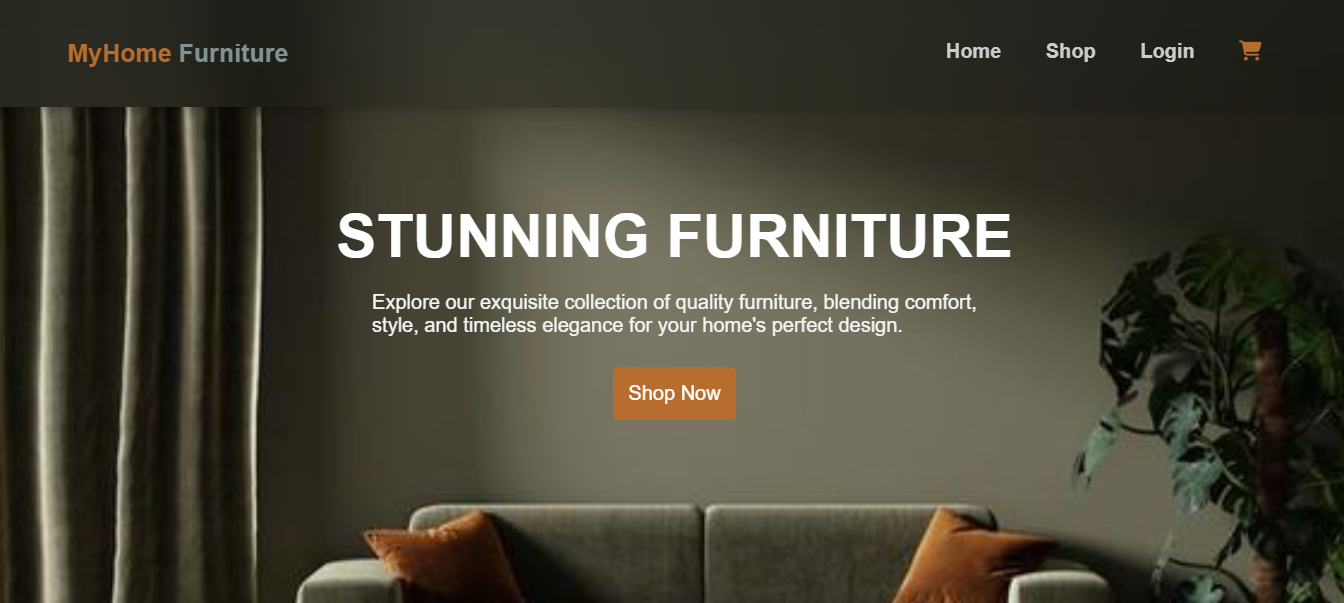 MyHome Furniture
Home Shop Login
STUNNING FURNITURE
Explore our exquisite collection of quality furniture, blending comfort,
style, and timeless elegance for your home's perfect design.
Shop Now